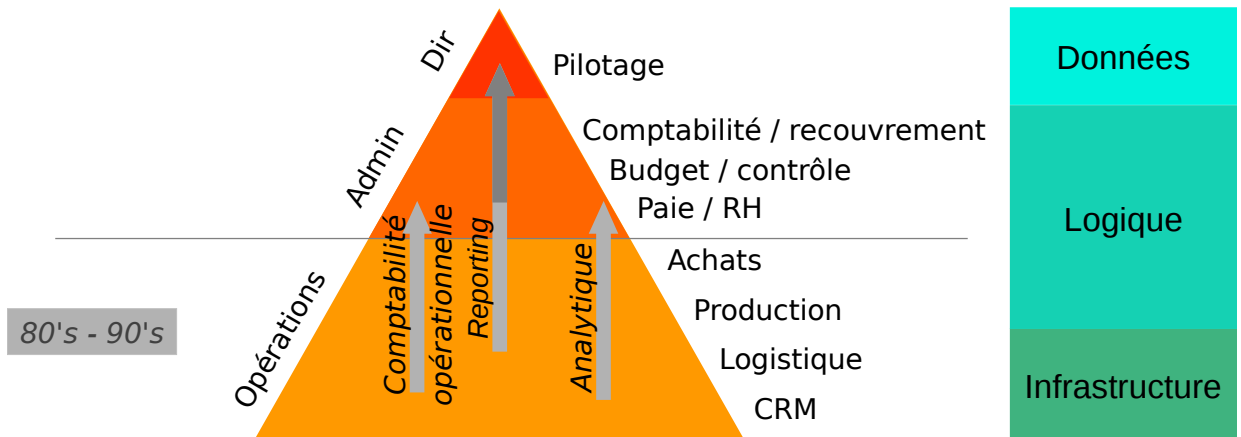 Dir
Admin
Opérations
80's - 90's
Comptabilité
opérationnelle
Reporting
Analytique
Pilotage
Comptabilité / recouvrement
Budget / contrôle
Paie / RH
Achats
Production
Logistique
CRM
Données
Logique
Infrastructure